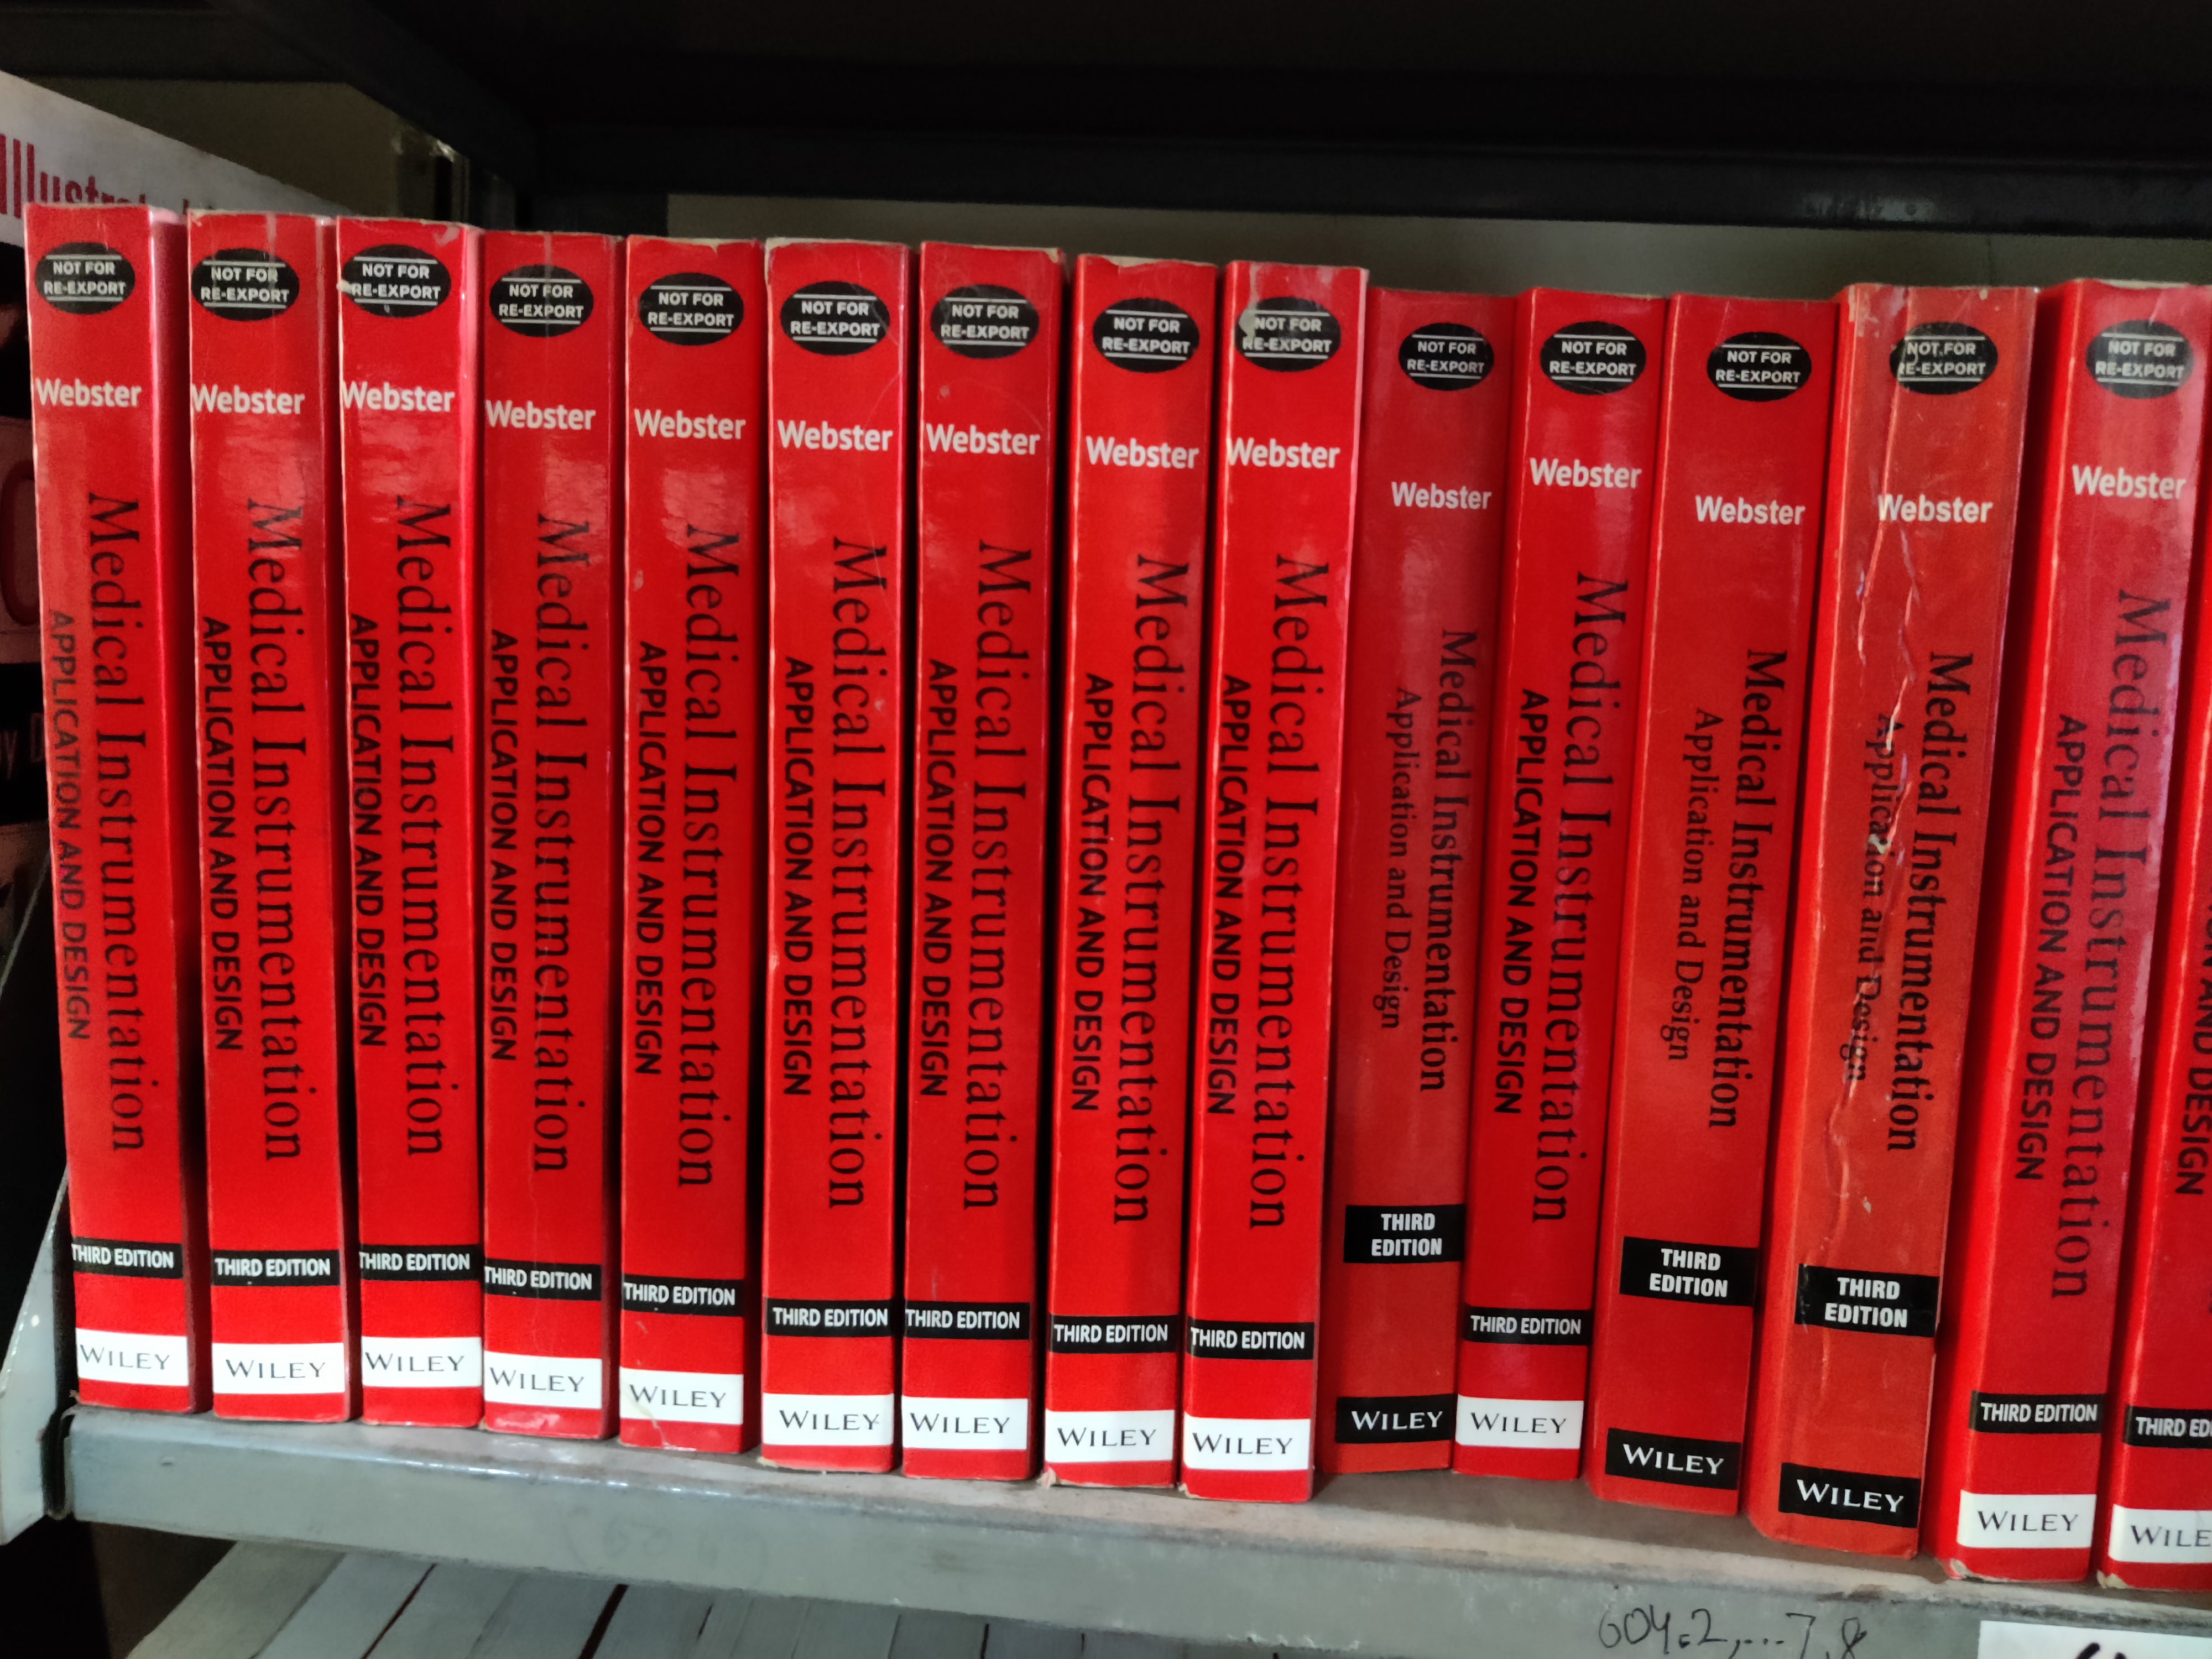 NOT FOR
RE-EXPORT
Webster
Medical Instrumentation
APPLICATION AND DESIGN
THIRD EDITION
WILEY
NOT FOR
RE-EXPORT
Webster
Medical Instrumentation
APPLICATION AND DESIGN
THIRD EDITION
WILEY
NOT FOR
RE-EXPORT
Webster
Medical Instrumentation
APPLICATION AND DESIGN
THIRD EDITION
WILEY
NOT FOR
RE-EXPORT
Webster
Medical Instrumentation
APPLICATION AND DESIGN
THIRD EDITION
WILEY
NOT FOR
RE-EXPORT
Webster
Medical Instrumentation
APPLICATION AND DESIGN
THIRD EDITION
WILEY
NOT FOR
RE-EXPORT
Webster
Medical Instrumentation
APPLICATION AND DESIGN
THIRD EDITION
WILEY
NOT FOR
RE-EXPORT
Webster
Medical Instrumentation
APPLICATION AND DESIGN
THIRD EDITION
WILEY
NOT FOR
RE-EXPORT
Webster
Medical Instrumentation
APPLICATION AND DESIGN
THIRD EDITION
WILEY
NOT FOR
RE-EXPORT
Webster
Medical Instrumentation
APPLICATION AND DESIGN
THIRD EDITION
WILEY
NOT FOR
RE-EXPORT
Webster
Medical Instrumentation
Application and Design
THIRD
EDITION
WILEY
NOT FOR
RE-EXPORT
Webster
Medical Instrumentation
APPLICATION AND DESIGN
THIRD EDITION
WILEY
NOT FOR
RE-EXPORT
Webster
Medical Instrumentation
Application and Design
THIRD
EDITION
WILEY
NOT FOR
RE-EXPORT
Webster
Medical Instrumentation
Application and Design
THIRD
EDITION
WILEY
NOT FOR
RE-EXPORT
Webster
Medical Instrumentation
APPLICATION AND DESIGN
THIRD EDITION
WILEY
AND DESIGN
THIRD ED
WILE
604.2,...7,8